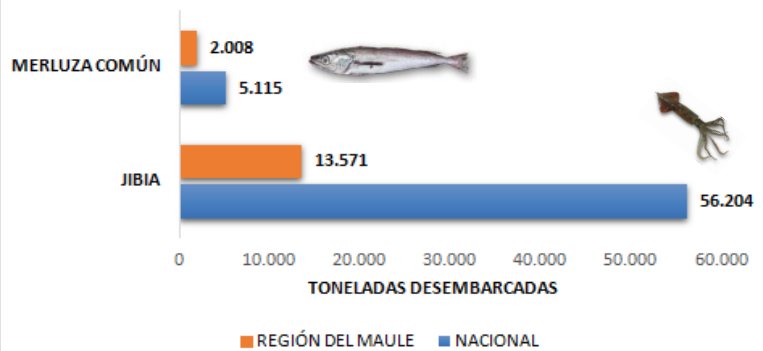 MERLUZA COMÚN
2.008
5.115
JIBIA
13.571
56.204
0 10.000 20.000 30.000 40.000 50.000 60.000
TONELADAS DESEMBARCADAS
REGIÓN DEL MAULE NACIONAL